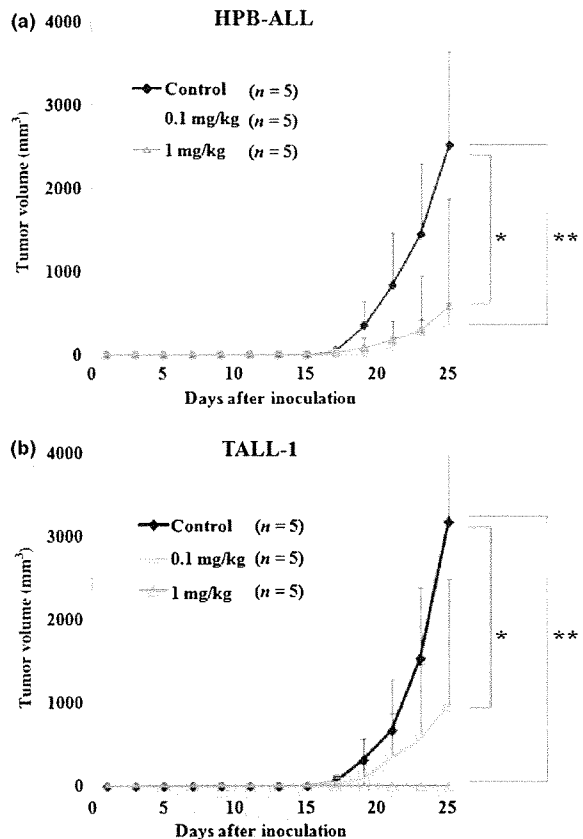 (a) HPB-ALL
4000
3000
2000
1000
0
Tumor volume (mm³)
Control (n = 5)
0.1 mg/kg (n = 5)
1 mg/kg (n = 5)
* **
0 5 10 15 20 25
Days after inoculation
(b) TALL-1
4000
3000
2000
1000
0
Tumor volume (mm³)
Control (n = 5)
0.1 mg/kg (n = 5)
1 mg/kg (n = 5)
* **
0 5 10 15 20 25
Days after inoculation